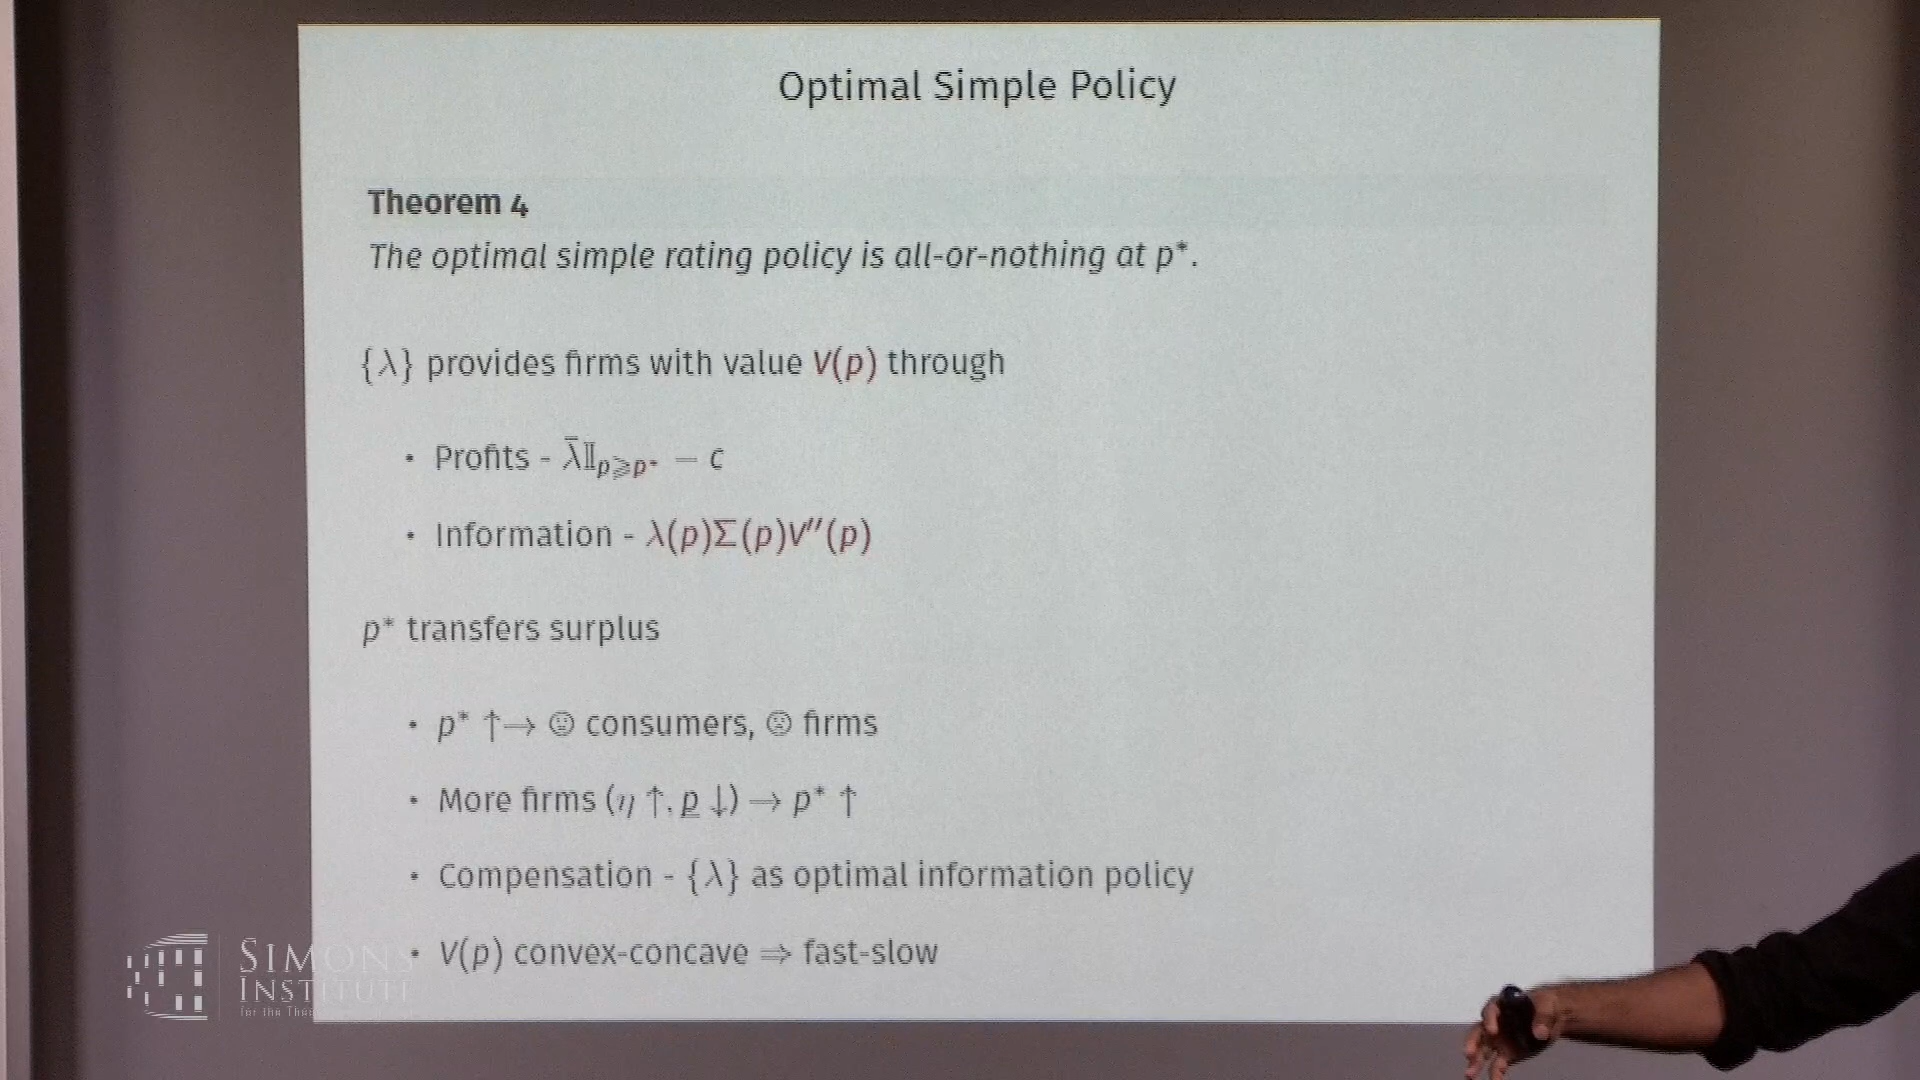 Optimal Simple Policy
Theorem 4
The optimal simple rating policy is all-or-nothing at p*.
{λ} provides firms with value V(p) through
• Profits - λ̄𝕀p⩾p* − c
• Information - λ(p)Σ(p)V″(p)
p* transfers surplus
• p* ↑→ ☺ consumers, ☹ firms
• More firms (η ↑, p̲ ↓) → p* ↑
• Compensation - {λ} as optimal information policy
• V(p) convex-concave ⇒ fast-slow
SIMONS
INSTITUTE
for the